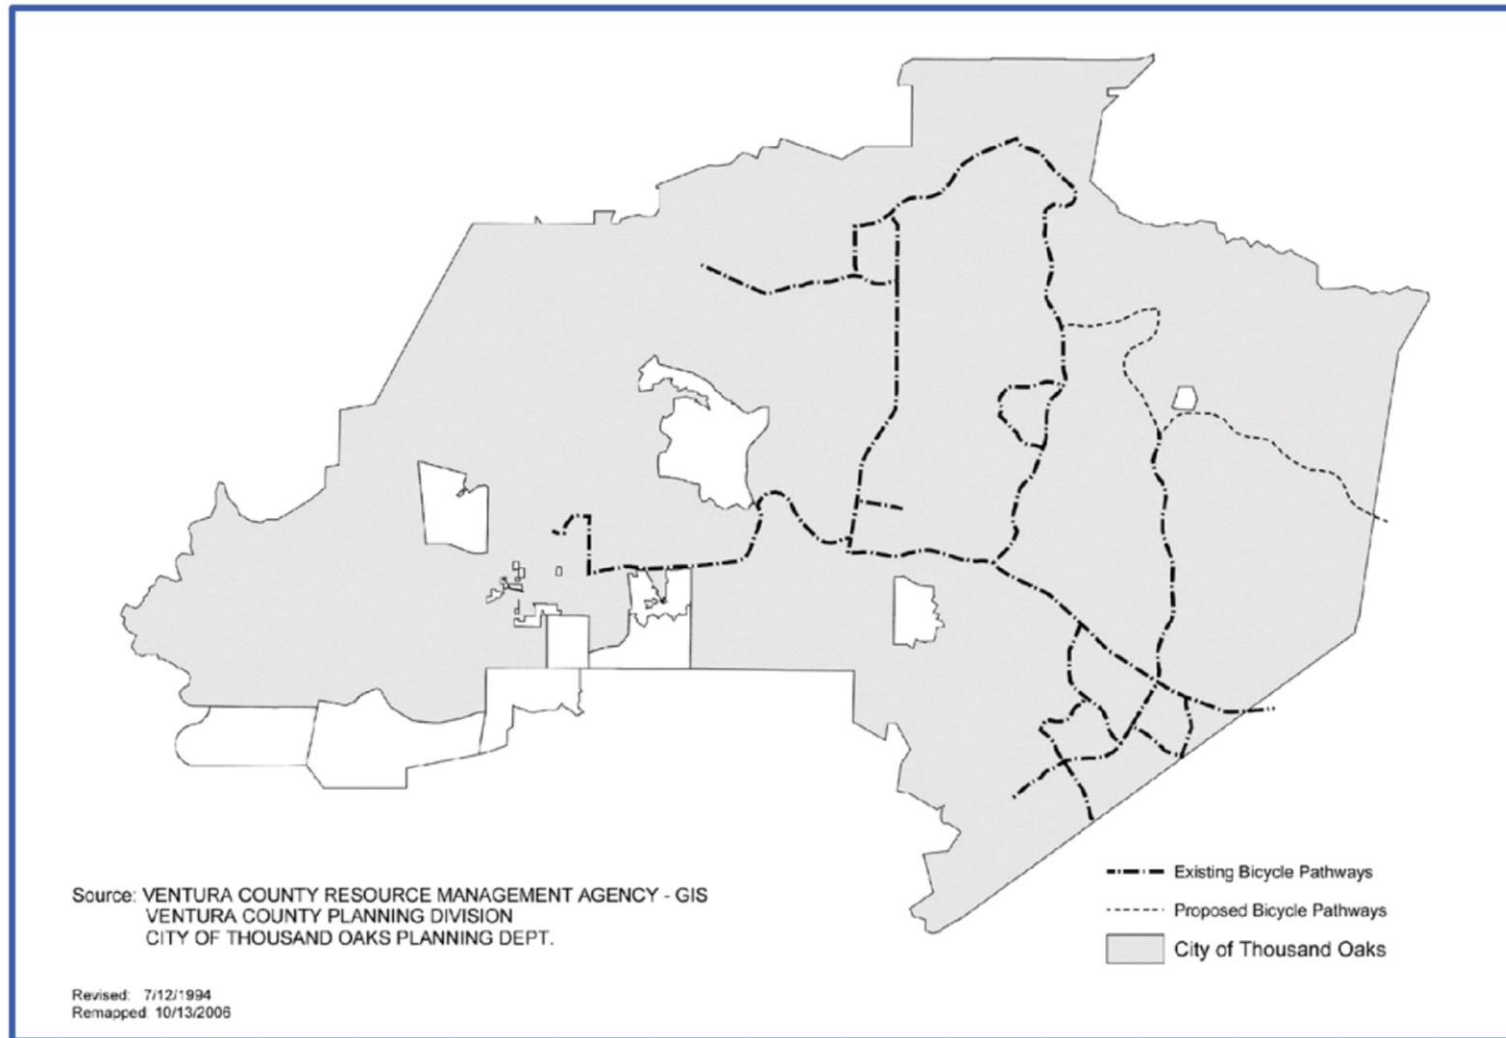 Existing Bicycle Pathways
Proposed Bicycle Pathways
City of Thousand Oaks
Source: VENTURA COUNTY RESOURCE MANAGEMENT AGENCY - GIS
VENTURA COUNTY PLANNING DIVISION
CITY OF THOUSAND OAKS PLANNING DEPT.
Revised: 7/12/1994
Remapped: 10/13/2006